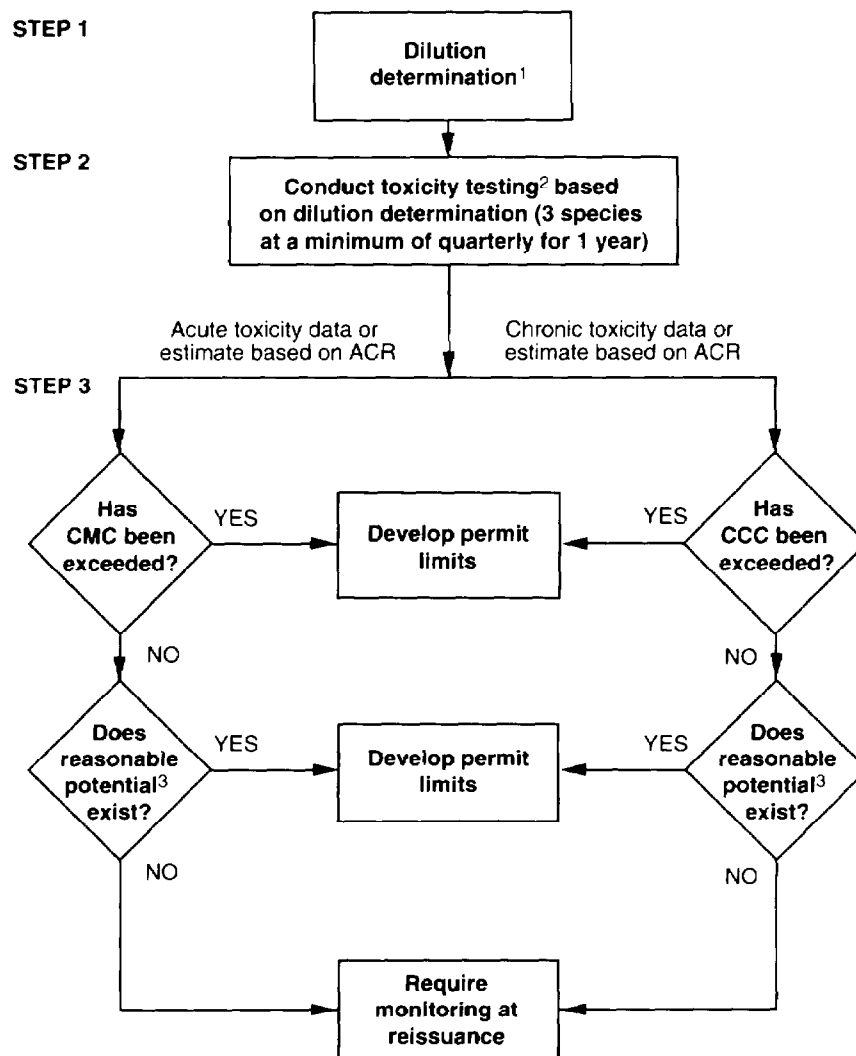 STEP 1
Dilution
determination¹
STEP 2
Conduct toxicity testing² based
on dilution determination (3 species
at a minimum of quarterly for 1 year)
Acute toxicity data or
estimate based on ACR
Chronic toxicity data or
estimate based on ACR
STEP 3
Has
CMC been
exceeded?
YES
Develop permit
limits
YES
Has
CCC been
exceeded?
NO
NO
Does
reasonable
potential³
exist?
YES
Develop permit
limits
YES
Does
reasonable
potential³
exist?
NO
NO
Require
monitoring at
reissuance